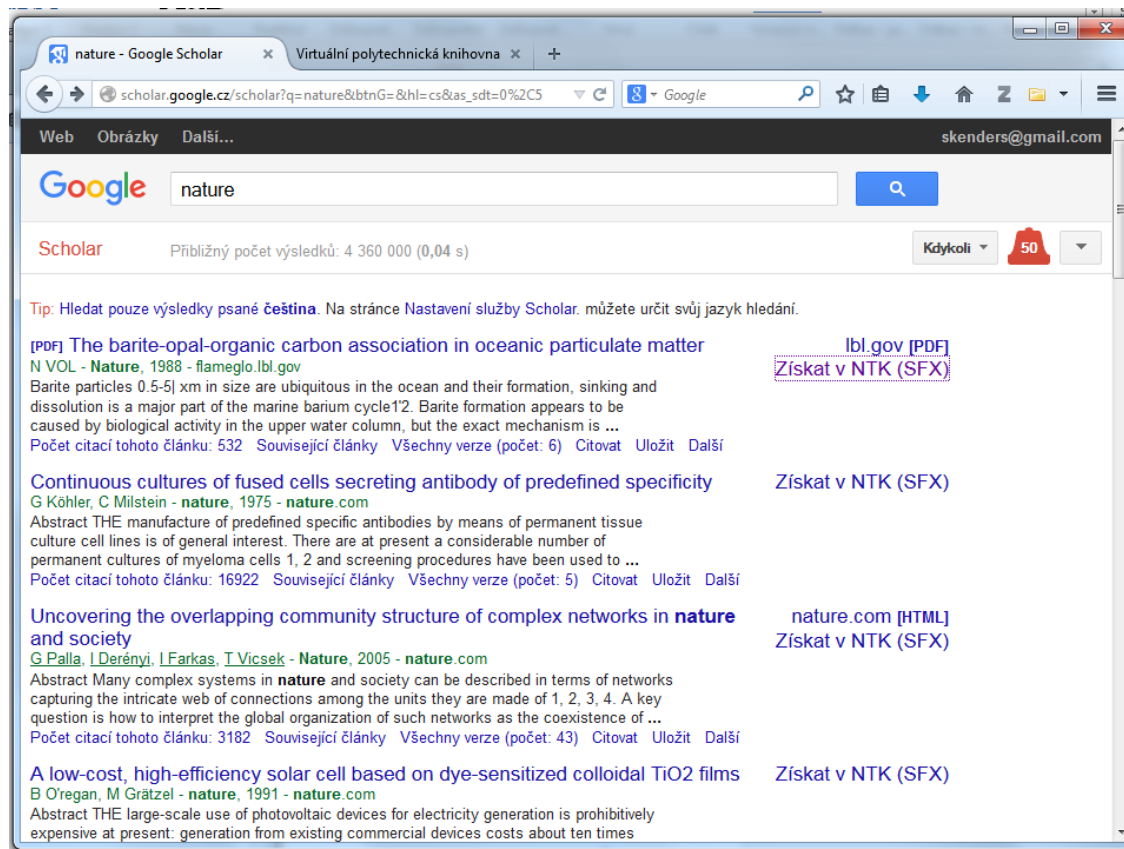 nature - Google Scholar
Virtuální polytechnická knihovna
scholar.google.cz/scholar?q=nature&btnG=&hl=cs&as_sdt=0%2C5
Google
Web Obrázky Další... skenders@gmail.com
Google nature
Scholar Přibližný počet výsledků: 4 360 000 (0,04 s) Kdykoli 50
Tip: Hledat pouze výsledky psané čeština. Na stránce Nastavení služby Scholar. můžete určit svůj jazyk hledání.
[PDF] The barite-opal-organic carbon association in oceanic particulate matter lbl.gov [PDF]
N VOL - Nature, 1988 - flameglo.lbl.gov Získat v NTK (SFX)
Barite particles 0.5-5| xm in size are ubiquitous in the ocean and their formation, sinking and
dissolution is a major part of the marine barium cycle1'2. Barite formation appears to be
caused by biological activity in the upper water column, but the exact mechanism is ...
Počet citací tohoto článku: 532 Související články Všechny verze (počet: 6) Citovat Uložit Další
Continuous cultures of fused cells secreting antibody of predefined specificity Získat v NTK (SFX)
G Köhler, C Milstein - nature, 1975 - nature.com
Abstract THE manufacture of predefined specific antibodies by means of permanent tissue
culture cell lines is of general interest. There are at present a considerable number of
permanent cultures of myeloma cells 1, 2 and screening procedures have been used to ...
Počet citací tohoto článku: 16922 Související články Všechny verze (počet: 5) Citovat Uložit Další
Uncovering the overlapping community structure of complex networks in nature nature.com [HTML]
and society Získat v NTK (SFX)
G Palla, I Derényi, I Farkas, T Vicsek - Nature, 2005 - nature.com
Abstract Many complex systems in nature and society can be described in terms of networks
capturing the intricate web of connections among the units they are made of 1, 2, 3, 4. A key
question is how to interpret the global organization of such networks as the coexistence of ...
Počet citací tohoto článku: 3182 Související články Všechny verze (počet: 43) Citovat Uložit Další
A low-cost, high-efficiency solar cell based on dye-sensitized colloidal TiO2 films Získat v NTK (SFX)
B O'regan, M Grätzel - nature, 1991 - nature.com
Abstract THE large-scale use of photovoltaic devices for electricity generation is prohibitively
expensive at present: generation from existing commercial devices costs about ten times